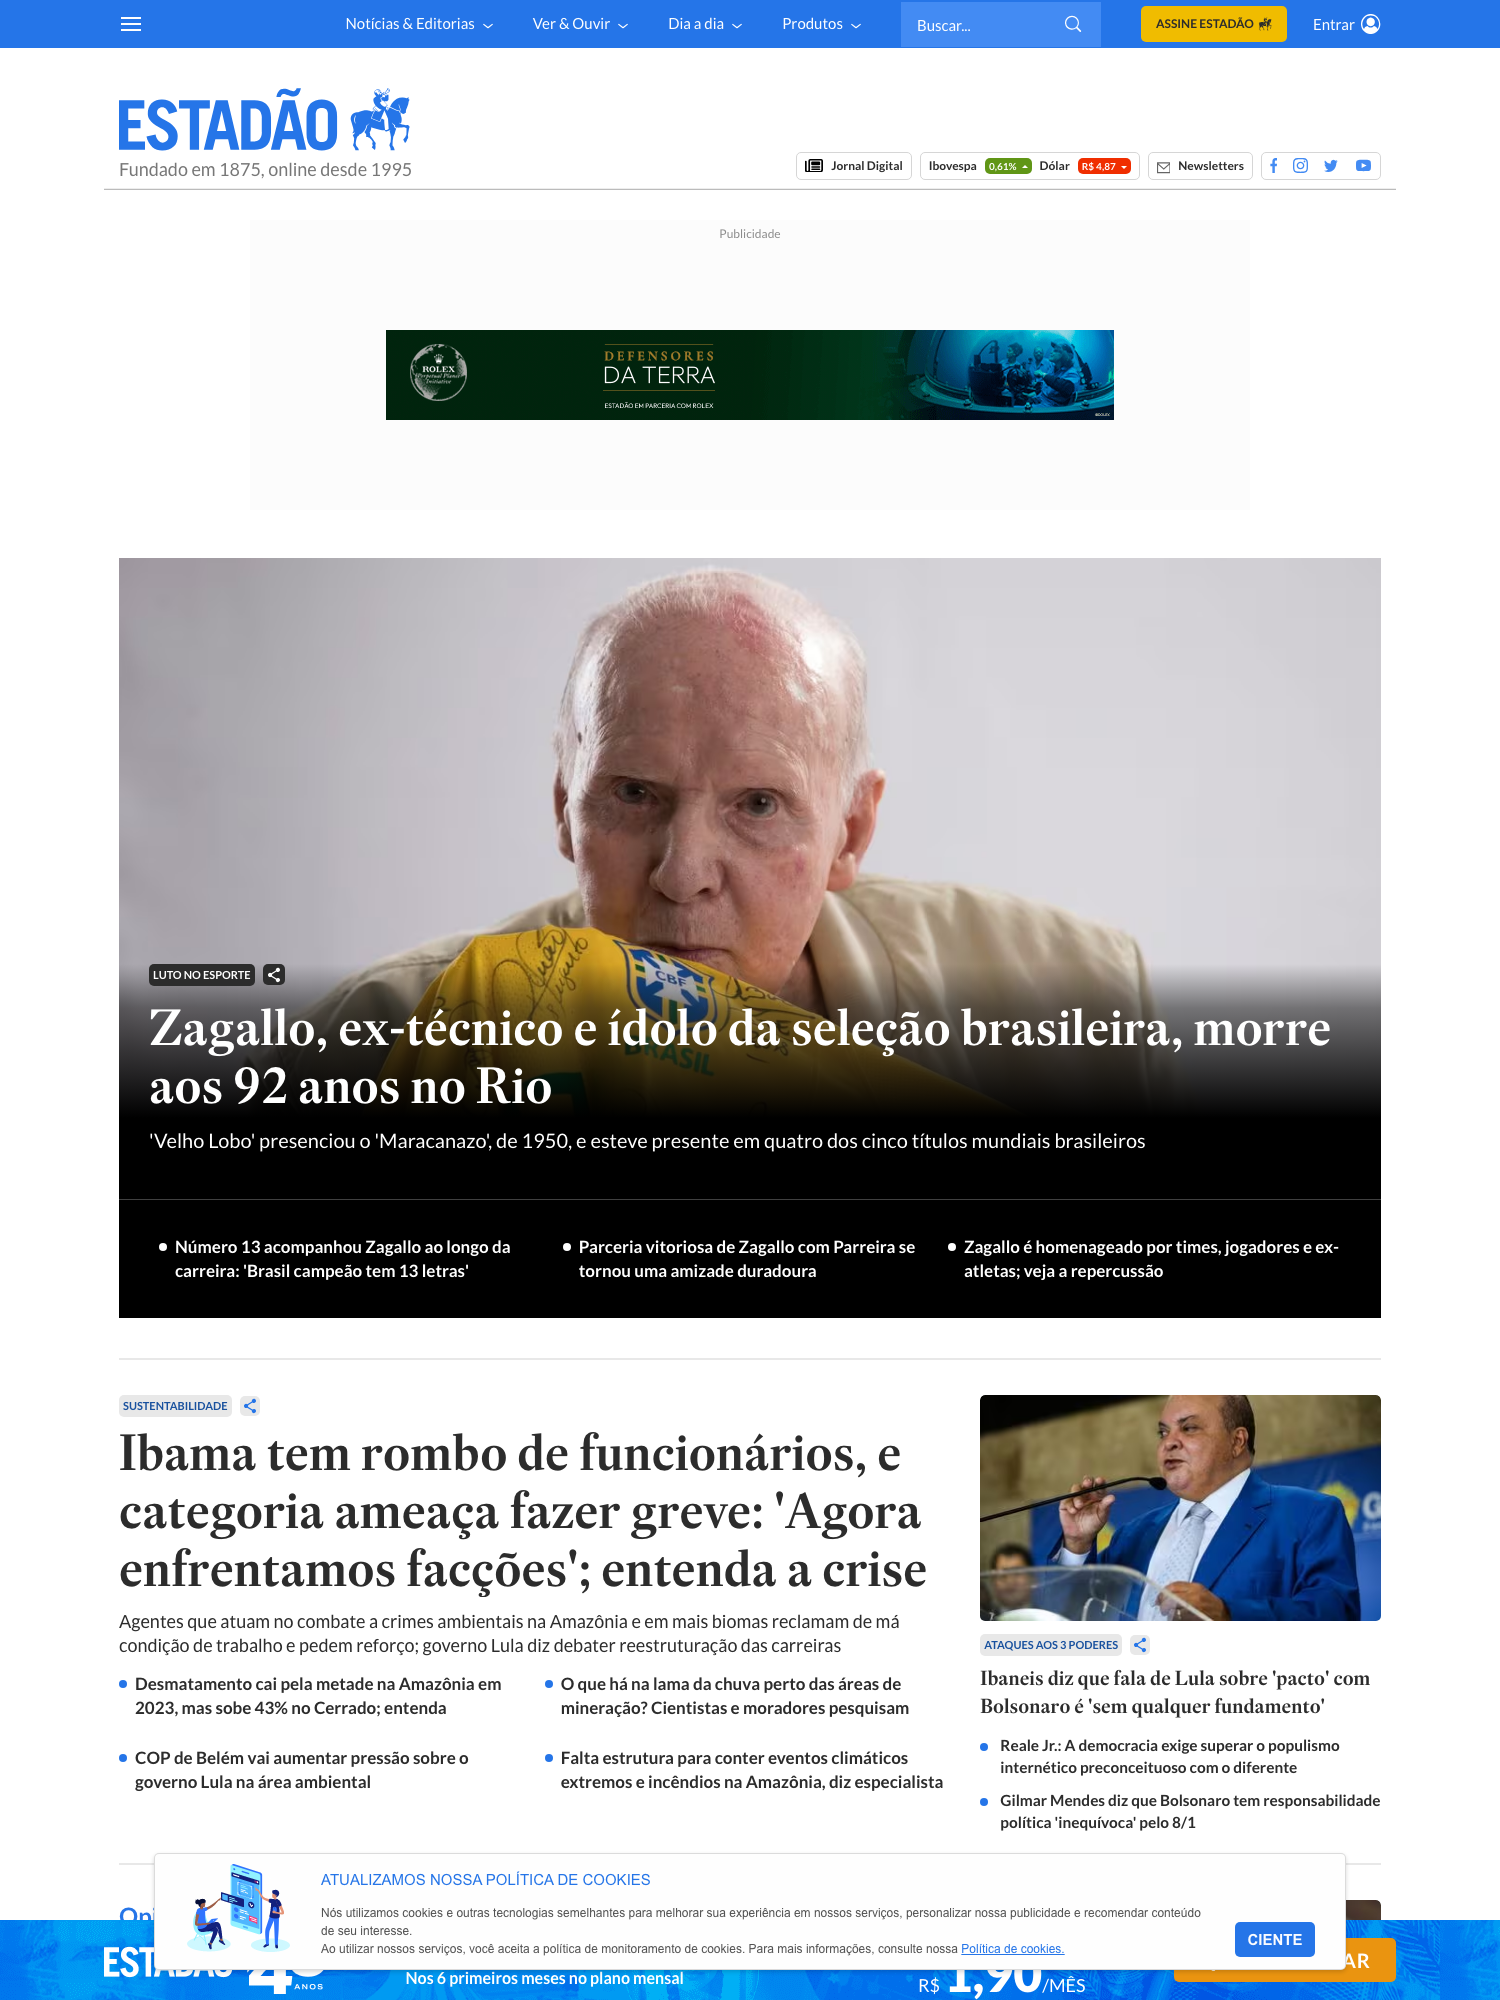 Notícias & Editorias
Ver & Ouvir
Dia a dia
Produtos
Buscar...
ASSINE ESTADÃO
Entrar
ESTADÃO
Fundado em 1875, online desde 1995
Jornal Digital
Ibovespa 0,61% Dólar R$ 4,87
Newsletters
Publicidade
ROLEX
Perpetual Planet
Initiative
DEFENSORES
DA TERRA
ESTADÃO EM PARCERIA COM ROLEX
CBF
BRASIL
LUTO NO ESPORTE
Zagallo, ex-técnico e ídolo da seleção brasileira, morre
aos 92 anos no Rio
'Velho Lobo' presenciou o 'Maracanazo', de 1950, e esteve presente em quatro dos cinco títulos mundiais brasileiros
Número 13 acompanhou Zagallo ao longo da
carreira: 'Brasil campeão tem 13 letras'
Parceria vitoriosa de Zagallo com Parreira se
tornou uma amizade duradoura
Zagallo é homenageado por times, jogadores e ex-
atletas; veja a repercussão
SUSTENTABILIDADE
Ibama tem rombo de funcionários, e
categoria ameaça fazer greve: 'Agora
enfrentamos facções'; entenda a crise
Agentes que atuam no combate a crimes ambientais na Amazônia e em mais biomas reclamam de má
condição de trabalho e pedem reforço; governo Lula diz debater reestruturação das carreiras
Desmatamento cai pela metade na Amazônia em
2023, mas sobe 43% no Cerrado; entenda
O que há na lama da chuva perto das áreas de
mineração? Cientistas e moradores pesquisam
COP de Belém vai aumentar pressão sobre o
governo Lula na área ambiental
Falta estrutura para conter eventos climáticos
extremos e incêndios na Amazônia, diz especialista
ATAQUES AOS 3 PODERES
Ibaneis diz que fala de Lula sobre 'pacto' com
Bolsonaro é 'sem qualquer fundamento'
Reale Jr.: A democracia exige superar o populismo
internético preconceituoso com o diferente
Gilmar Mendes diz que Bolsonaro tem responsabilidade
política 'inequívoca' pelo 8/1
ATUALIZAMOS NOSSA POLÍTICA DE COOKIES
Nós utilizamos cookies e outras tecnologias semelhantes para melhorar sua experiência em nossos serviços, personalizar nossa publicidade e recomendar conteúdo
de seu interesse.
Ao utilizar nossos serviços, você aceita a política de monitoramento de cookies. Para mais informações, consulte nossa Política de cookies.
CIENTE
ANOS
Nos 6 primeiros meses no plano mensal
R$ 1,90/MÊS